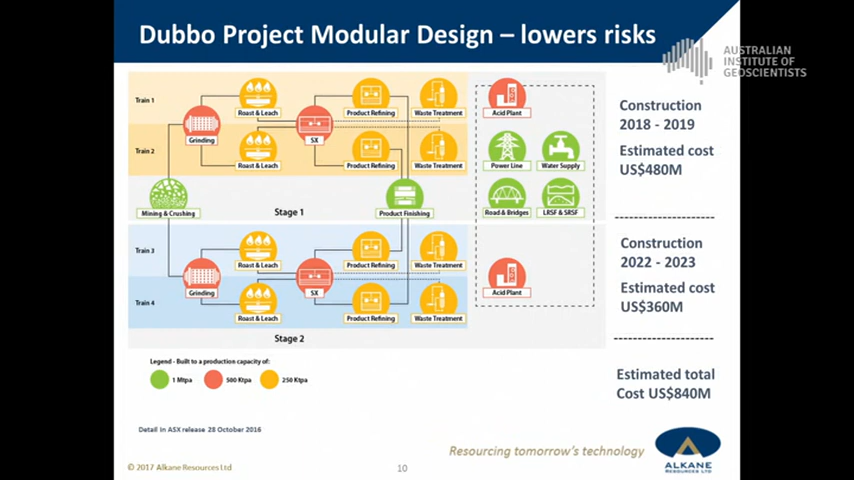 Dubbo Project Modular Design – lowers risks
AUSTRALIAN
INSTITUTE OF
GEOSCIENTISTS
Train 1
Roast & Leach
Product Refining
Waste Treatment
Grinding
SX
Train 2
Roast & Leach
Product Refining
Waste Treatment
Mining & Crushing
Stage 1
Product Finishing
Train 3
Roast & Leach
Product Refining
Waste Treatment
Grinding
SX
Train 4
Roast & Leach
Product Refining
Waste Treatment
Stage 2
Acid Plant
Power Line
Water Supply
Road & Bridges
LRSF & SRSF
Acid Plant
Construction
2018 - 2019
Estimated cost
US$480M
Construction
2022 - 2023
Estimated cost
US$360M
Estimated total
Cost US$840M
Legend - Built to a production capacity of:
1 Mtpa
500 Ktpa
250 Ktpa
Detail in ASX release 28 October 2016
Resourcing tomorrow's technology
ALKANE
RESOURCES LTD
© 2017 Alkane Resources Ltd
10